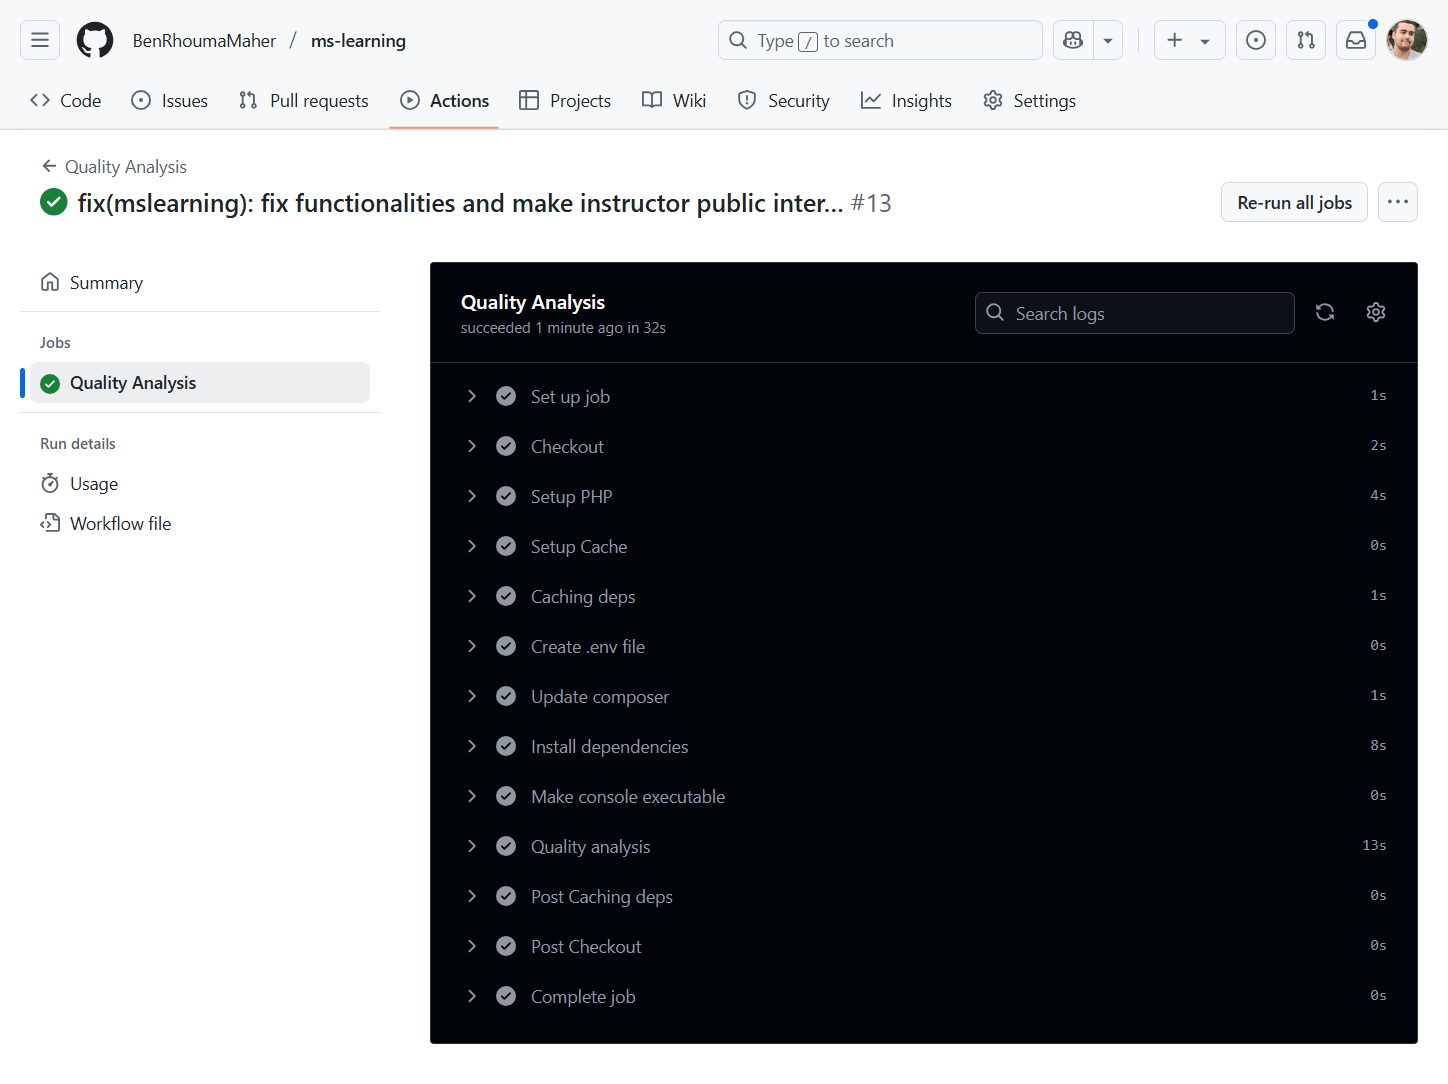 BenRhoumaMaher / ms-learning
Type / to search
Code
Issues
Pull requests
Actions
Projects
Wiki
Security
Insights
Settings
Quality Analysis
fix(mslearning): fix functionalities and make instructor public inter... #13
Re-run all jobs
Summary
Jobs
Quality Analysis
Run details
Usage
Workflow file
Quality Analysis
succeeded 1 minute ago in 32s
Search logs
Set up job 1s
Checkout 2s
Setup PHP 4s
Setup Cache 0s
Caching deps 1s
Create .env file 0s
Update composer 1s
Install dependencies 8s
Make console executable 0s
Quality analysis 13s
Post Caching deps 0s
Post Checkout 0s
Complete job 0s